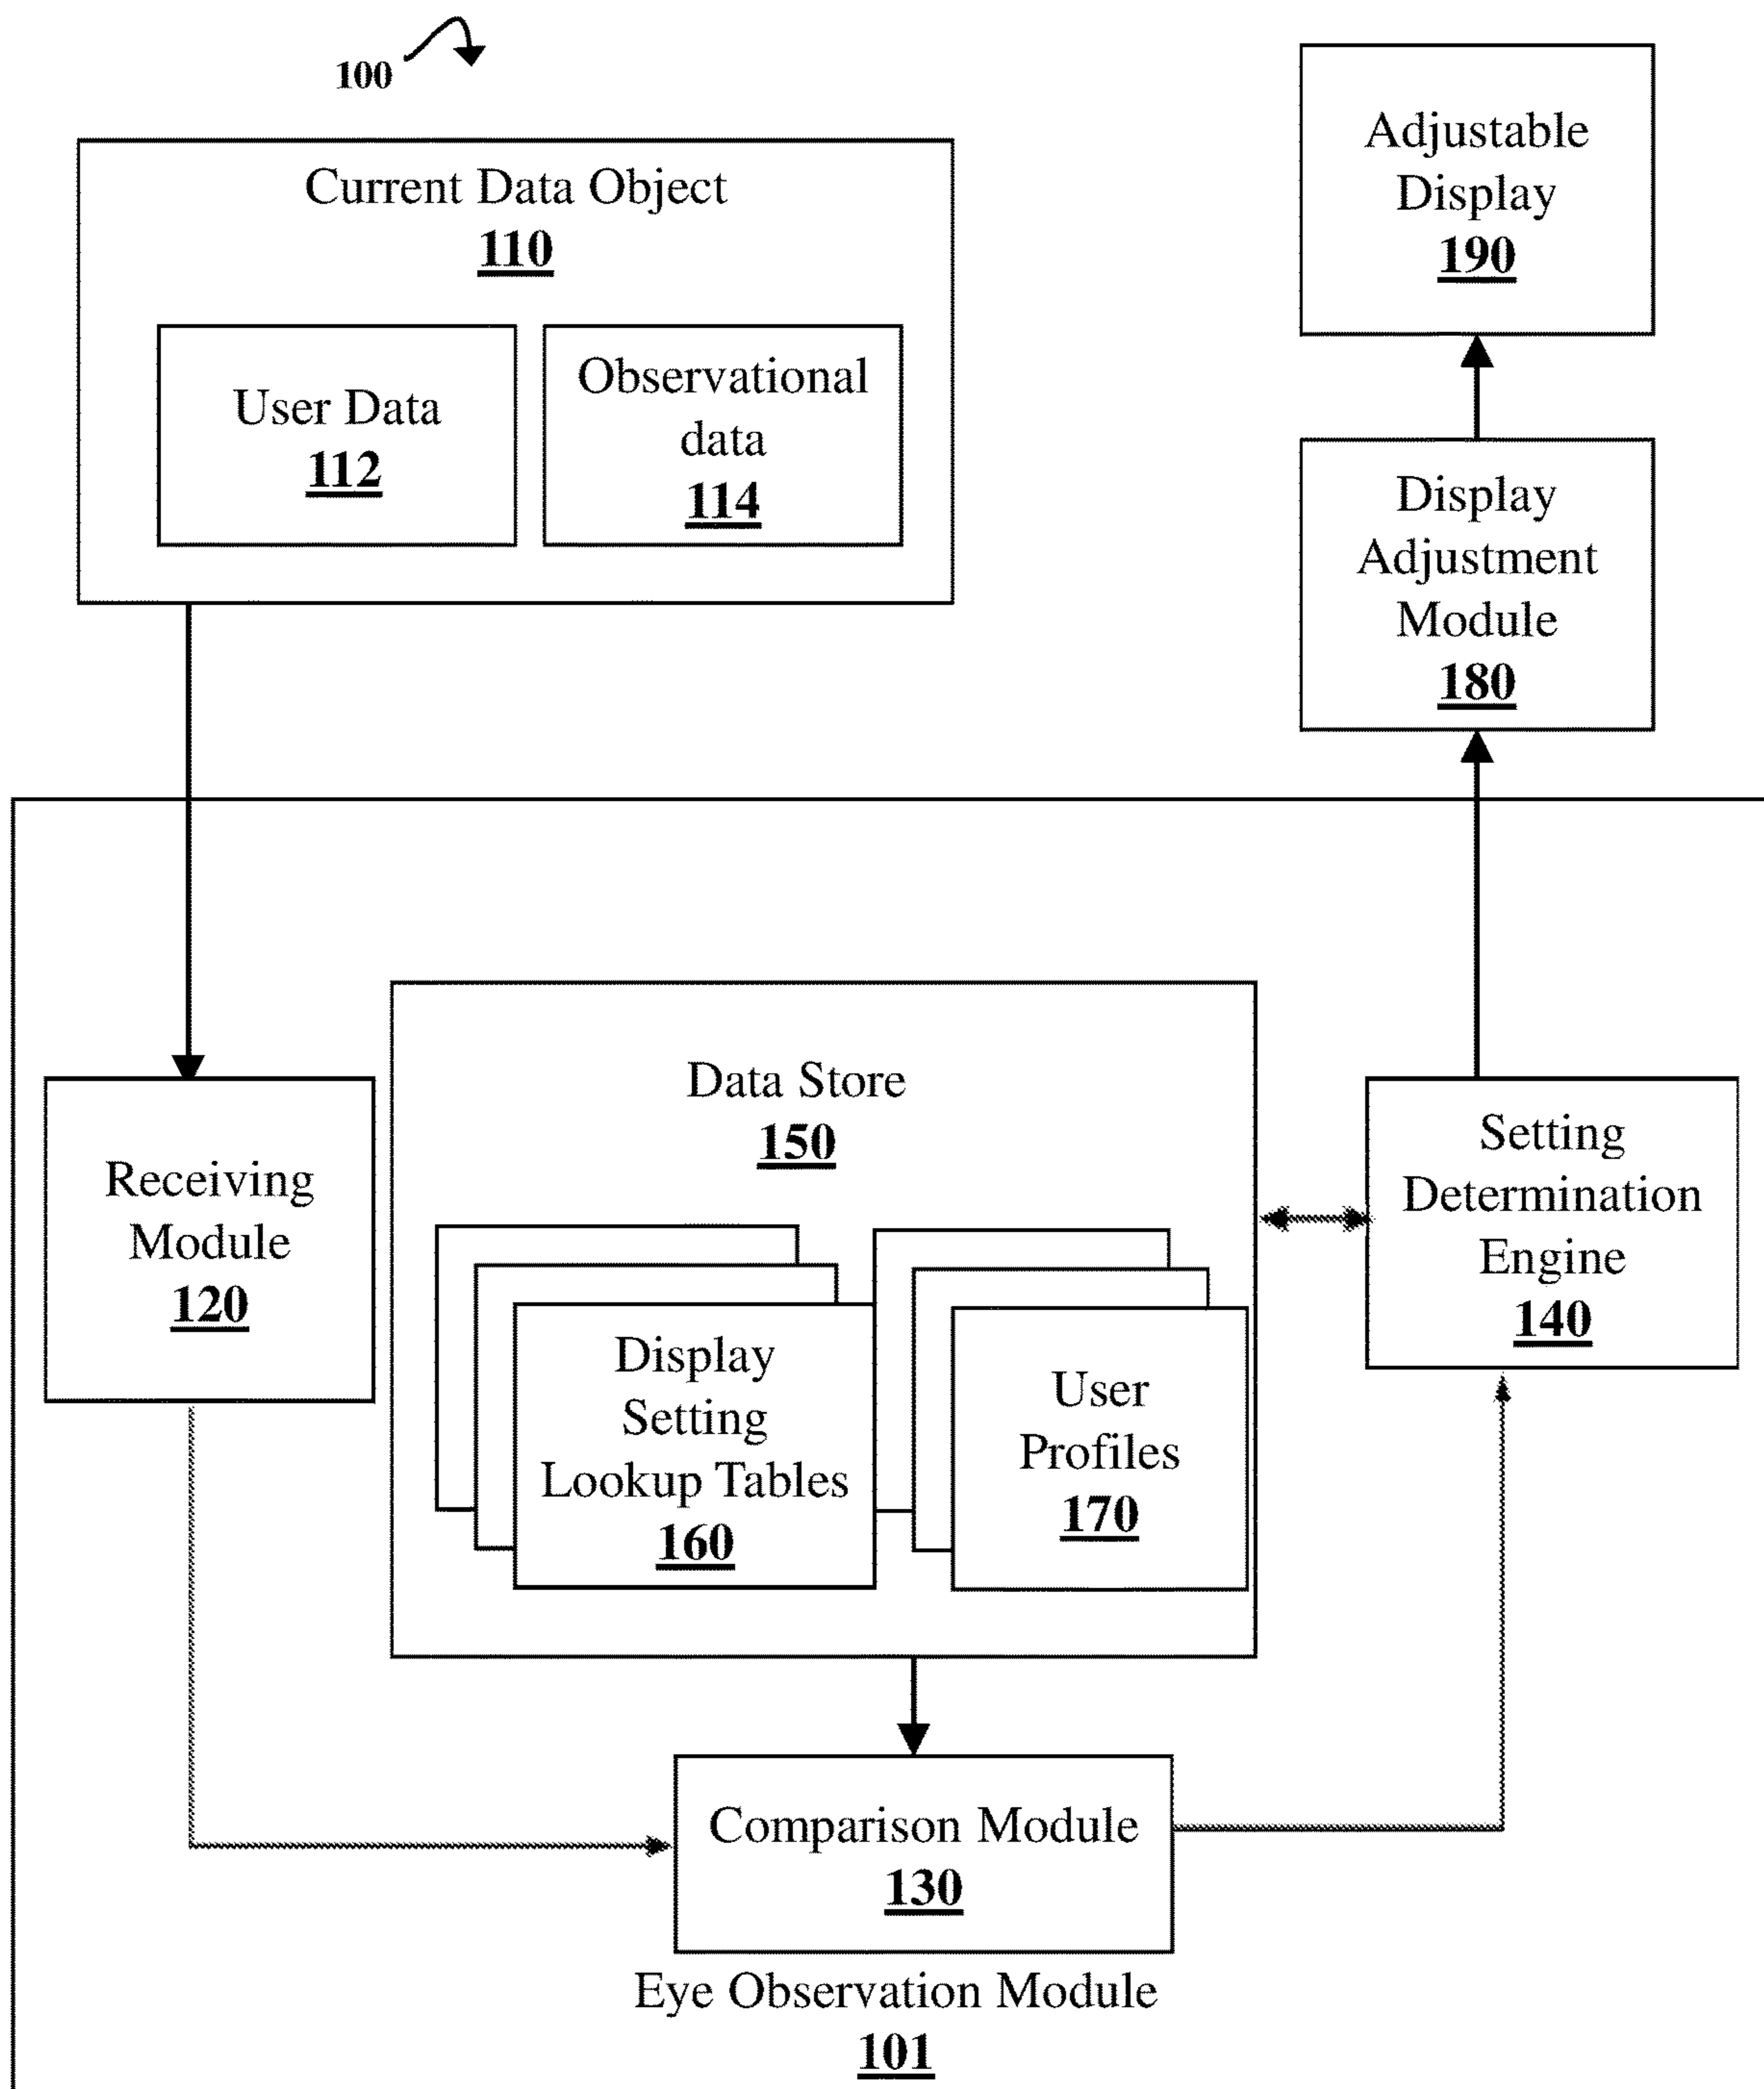 100
Current Data Object
110
User Data
112
Observational
data
114
Adjustable
Display
190
Display
Adjustment
Module
180
Receiving
Module
120
Data Store
150
Display
Setting
Lookup Tables
160
User
Profiles
170
Setting
Determination
Engine
140
Comparison Module
130
Eye Observation Module
101